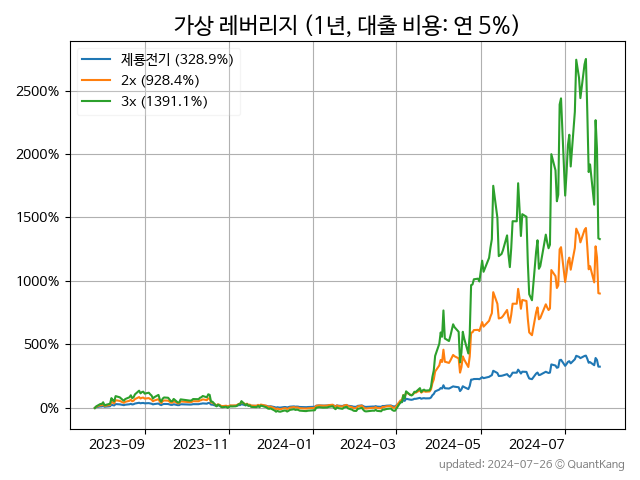 가상 레버리지 (1년, 대출 비용: 연 5%)
제룡전기 (328.9%)
2x (928.4%)
3x (1391.1%)
2500%
2000%
1500%
1000%
500%
0%
2023-09 2023-11 2024-01 2024-03 2024-05 2024-07
updated: 2024-07-26 © QuantKang